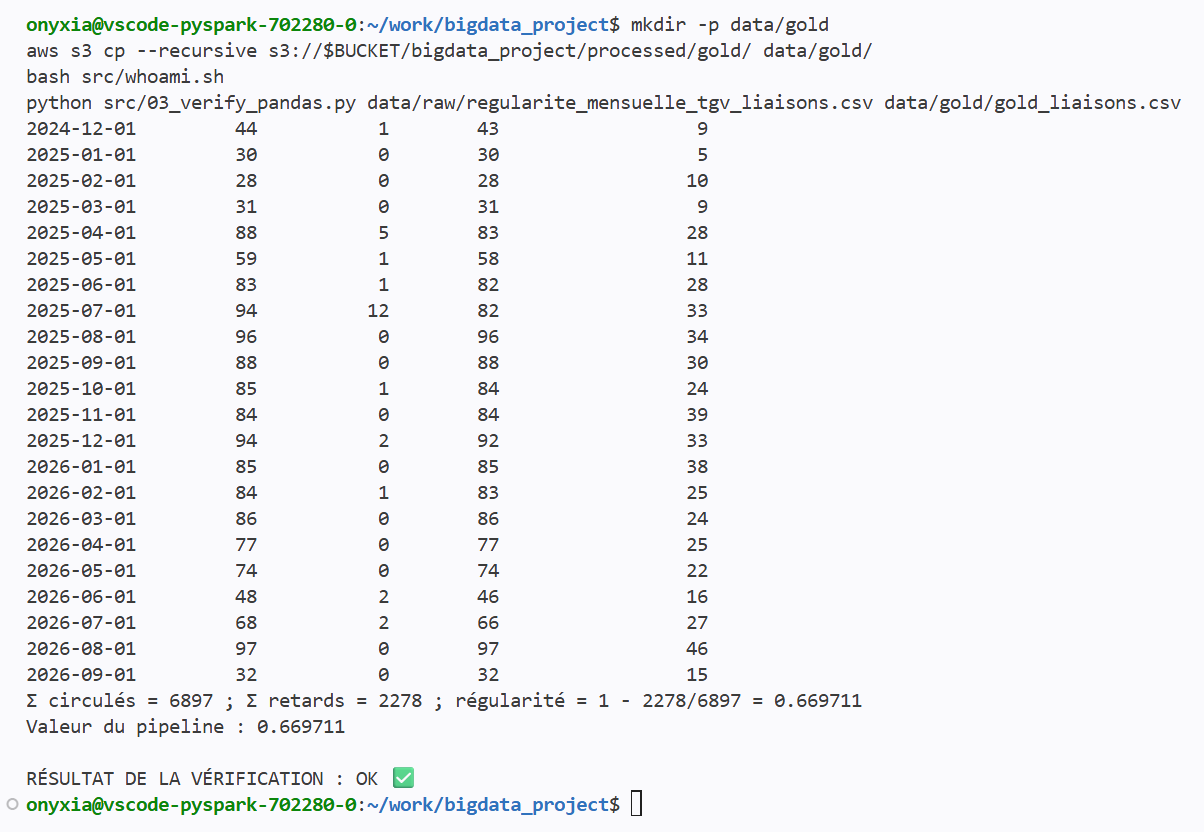 onyxia@vscode-pyspark-702280-0:~/work/bigdata_project$ mkdir -p data/gold
aws s3 cp --recursive s3://$BUCKET/bigdata_project/processed/gold/ data/gold/
bash src/whoami.sh
python src/03_verify_pandas.py data/raw/regularite_mensuelle_tgv_liaisons.csv data/gold/gold_liaisons.csv
2024-12-01 44 1 43 9
2025-01-01 30 0 30 5
2025-02-01 28 0 28 10
2025-03-01 31 0 31 9
2025-04-01 88 5 83 28
2025-05-01 59 1 58 11
2025-06-01 83 1 82 28
2025-07-01 94 12 82 33
2025-08-01 96 0 96 34
2025-09-01 88 0 88 30
2025-10-01 85 1 84 24
2025-11-01 84 0 84 39
2025-12-01 94 2 92 33
2026-01-01 85 0 85 38
2026-02-01 84 1 83 25
2026-03-01 86 0 86 24
2026-04-01 77 0 77 25
2026-05-01 74 0 74 22
2026-06-01 48 2 46 16
2026-07-01 68 2 66 27
2026-08-01 97 0 97 46
2026-09-01 32 0 32 15
Σ circulés = 6897 ; Σ retards = 2278 ; régularité = 1 - 2278/6897 = 0.669711
Valeur du pipeline : 0.669711
RÉSULTAT DE LA VÉRIFICATION : OK ✅
onyxia@vscode-pyspark-702280-0:~/work/bigdata_project$